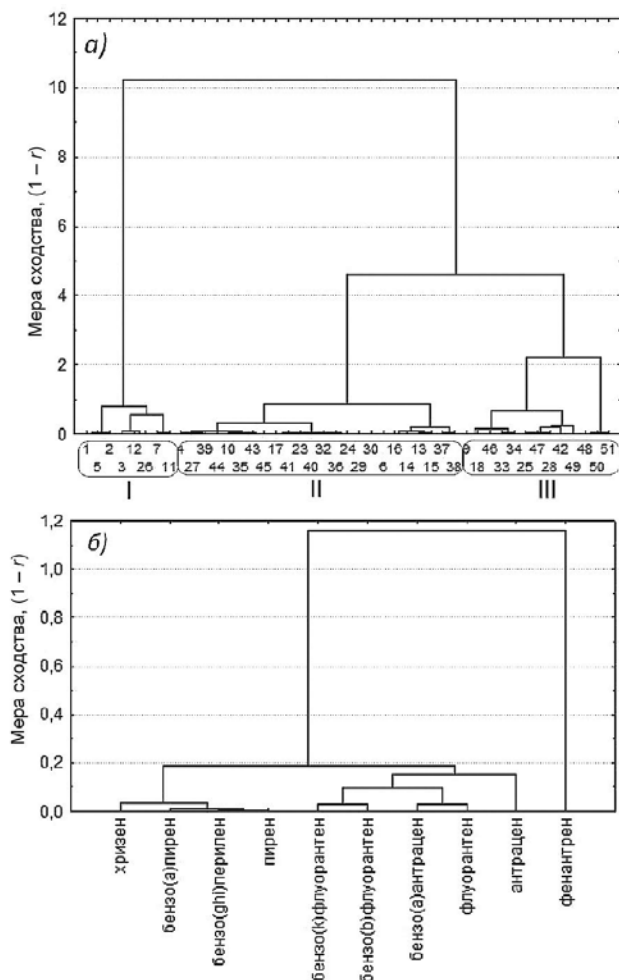 а)
Мера сходства, (1 – r)
12
10
8
6
4
2
0
1 2 12 7 4 39 10 43 17 23 32 24 30 16 13 37 9 46 34 47 42 48 51
5 3 26 11 27 44 35 45 41 40 36 29 6 14 15 38 18 33 25 28 49 50
I II III
б)
Мера сходства, (1 – r)
1,2
1,0
0,8
0,6
0,4
0,2
0,0
хризен
бензо(а)пирен
бензо(ghi)перилен
пирен
бензо(k)флуорантен
бензо(b)флуорантен
бензо(а)антрацен
флуорантен
антрацен
фенантрен